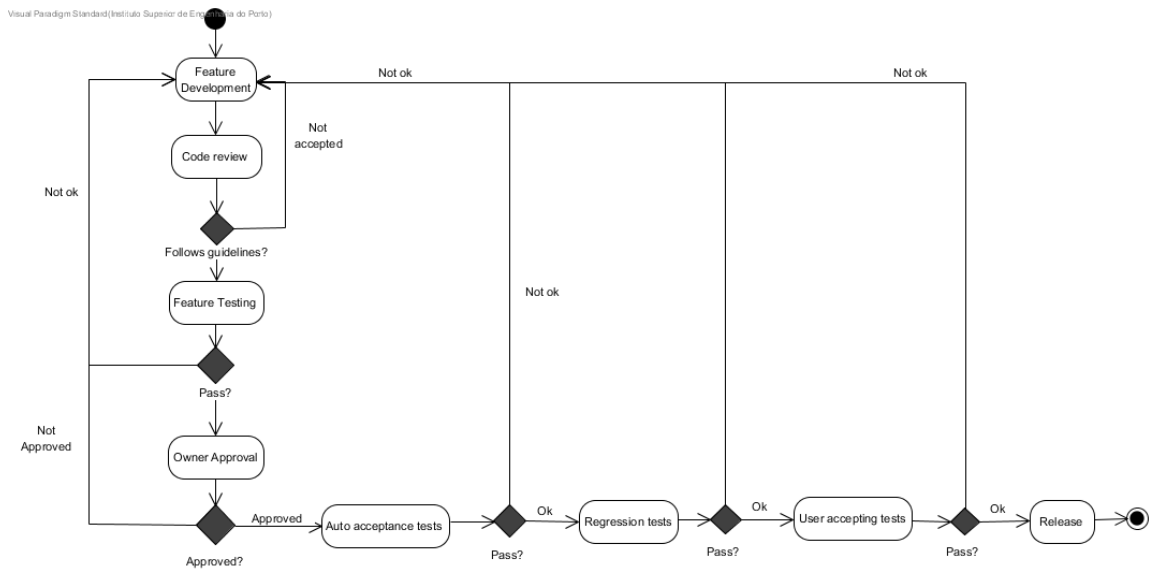 Visual Paradigm Standard(Instituto Superior de Engenharia do Porto)
Feature
Development
Not ok
Not ok
Not
accepted
Code review
Not ok
Follows guidelines?
Feature Testing
Not ok
Pass?
Not
Approved
Owner Approval
Approved
Auto acceptance tests
Ok
Regression tests
Ok
User accepting tests
Ok
Release
Approved?
Pass?
Pass?
Pass?